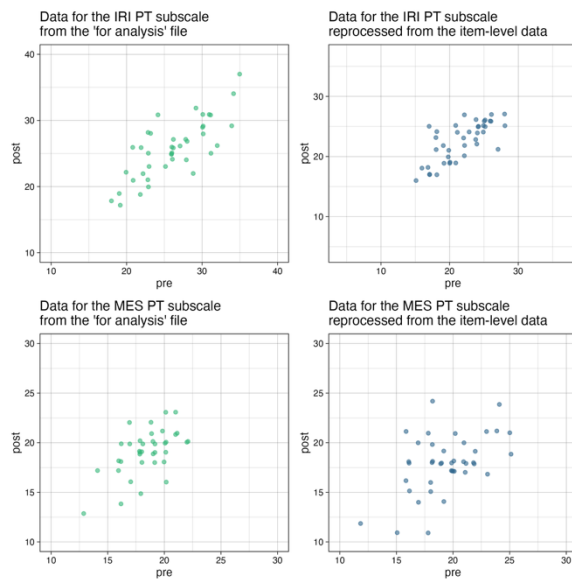 Data for the IRI PT subscale
from the 'for analysis' file
Data for the IRI PT subscale
reprocessed from the item-level data
40
30
20
10
post
10 20 30 40
pre
30
20
10
post
10 20 30
pre
Data for the MES PT subscale
from the 'for analysis' file
Data for the MES PT subscale
reprocessed from the item-level data
30
25
20
15
10
post
10 15 20 25 30
pre
30
25
20
15
10
post
10 15 20 25 30
pre